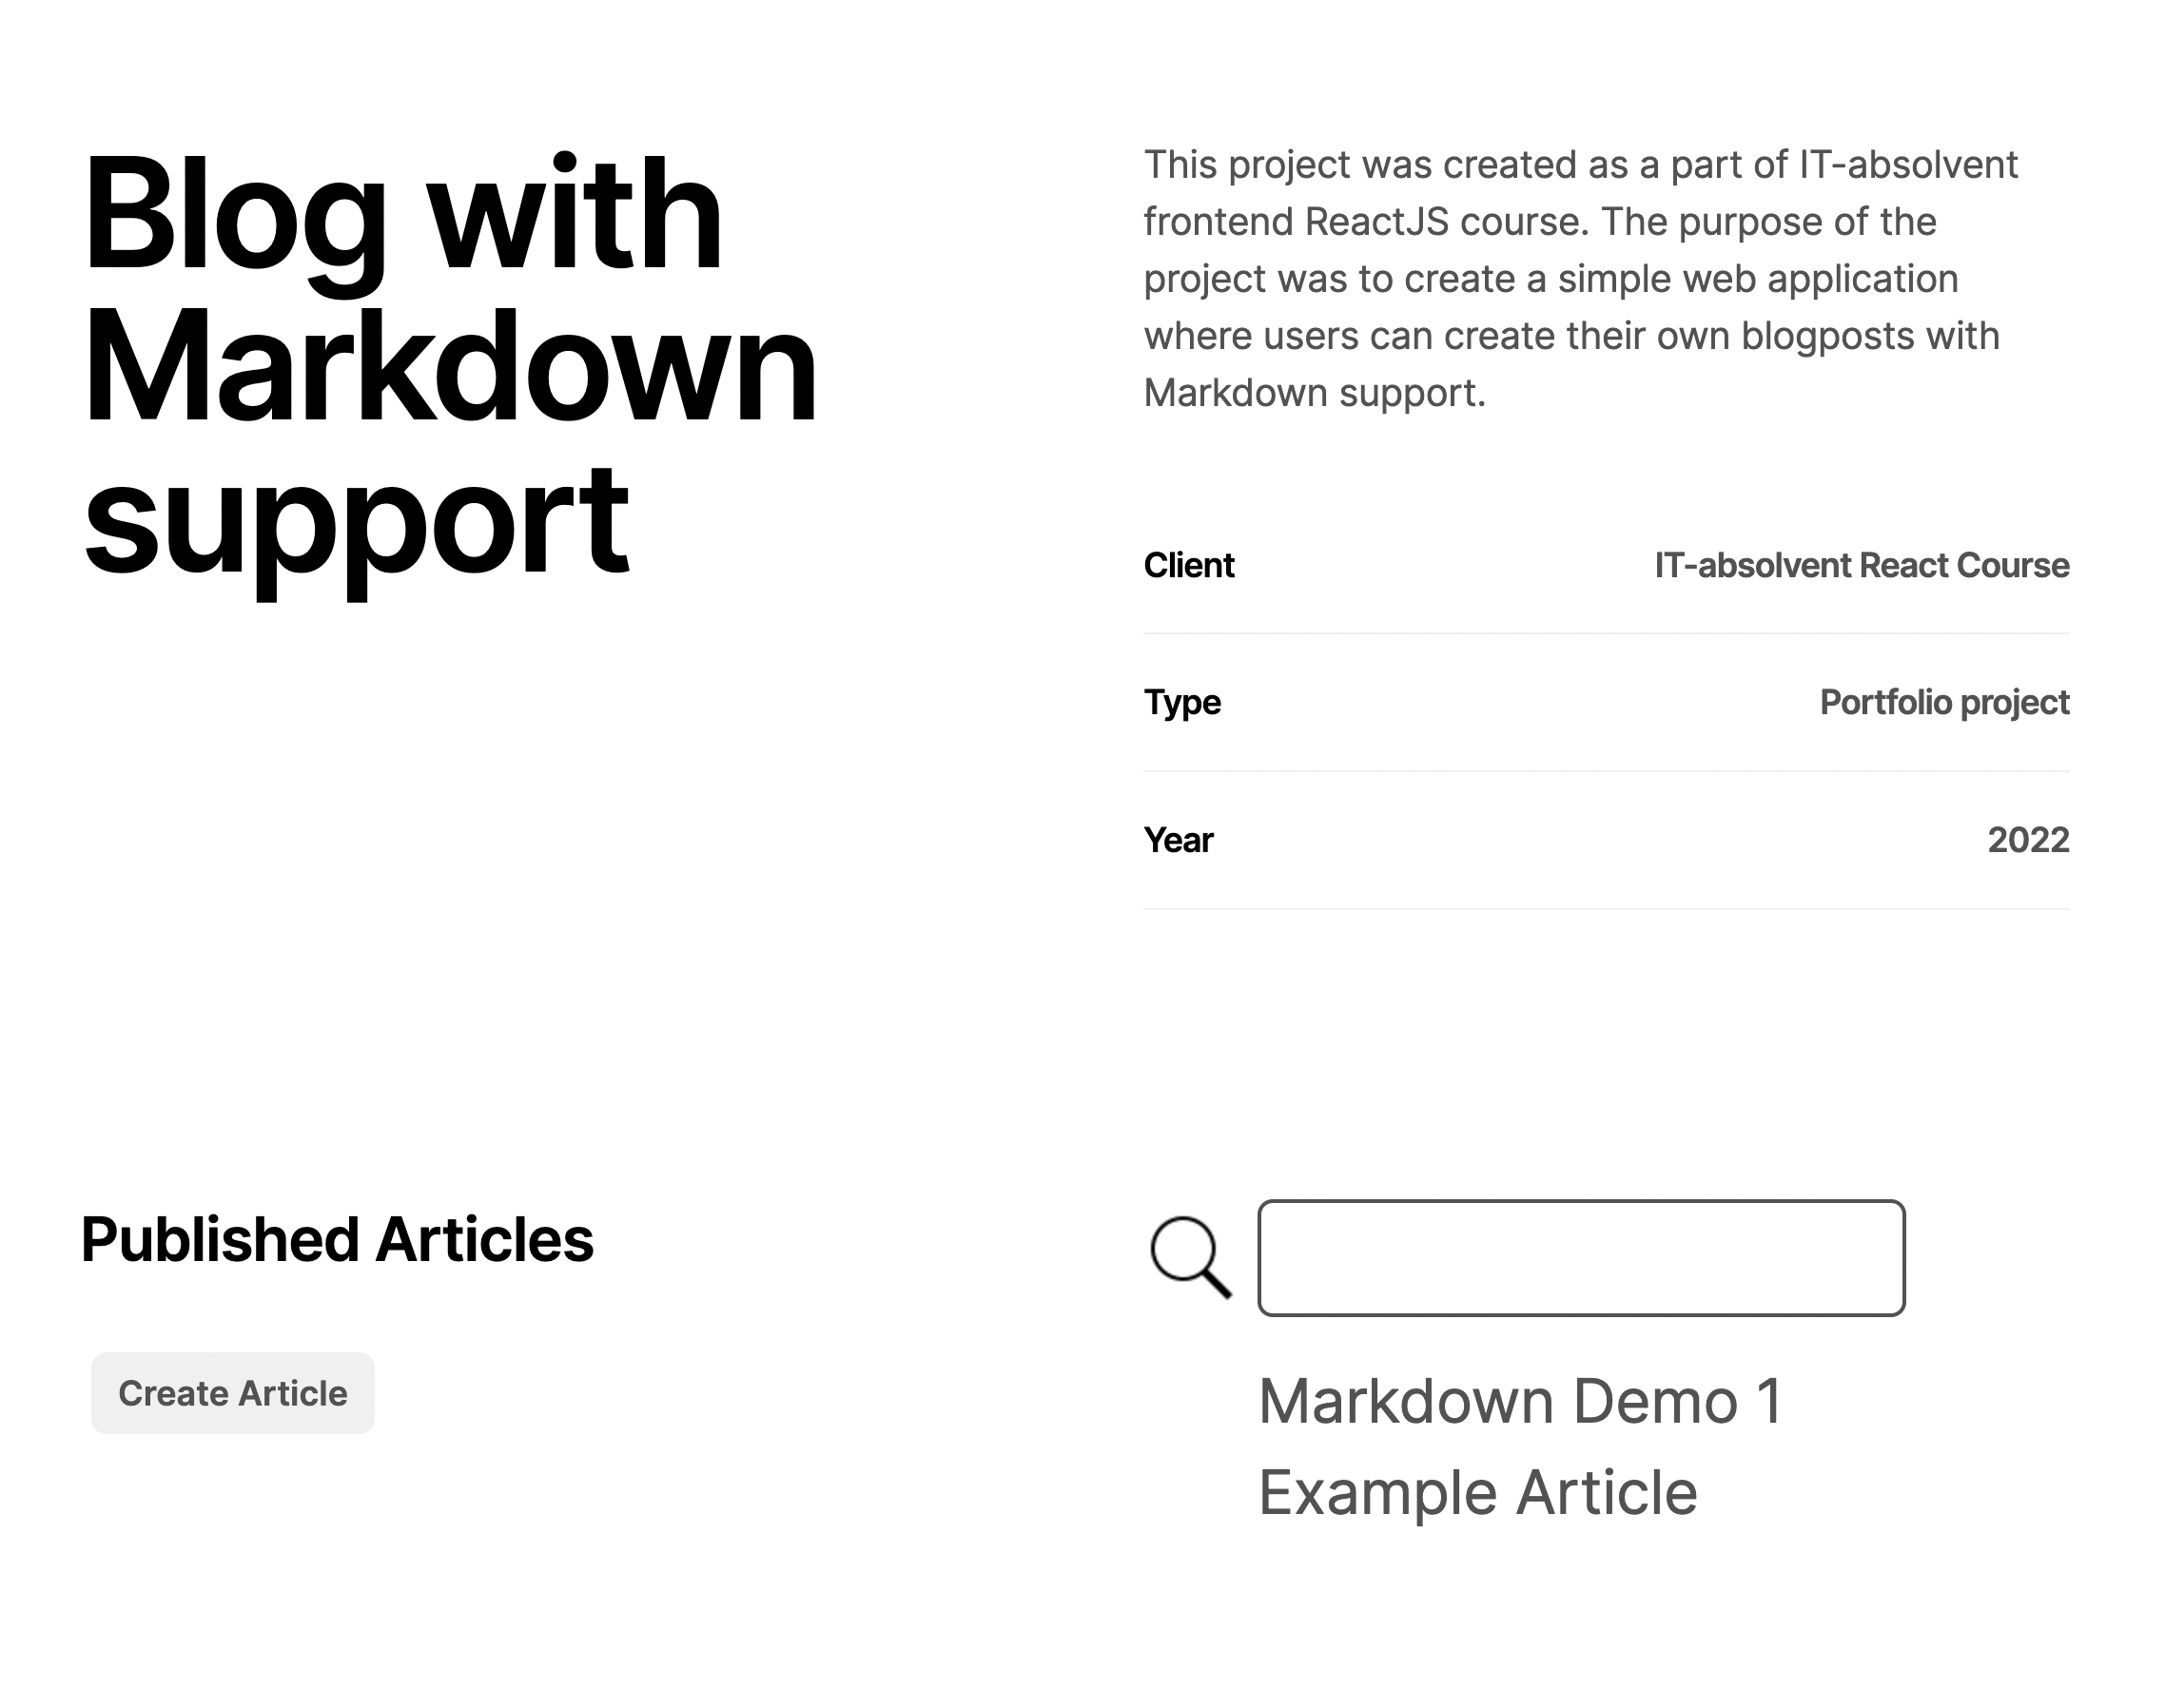 Blog with
Markdown
support
This project was created as a part of IT-absolvent
frontend ReactJS course. The purpose of the
project was to create a simple web application
where users can create their own blogposts with
Markdown support.
Client
IT-absolvent React Course
Type
Portfolio project
Year
2022
Published Articles
Create Article
Markdown Demo 1
Example Article